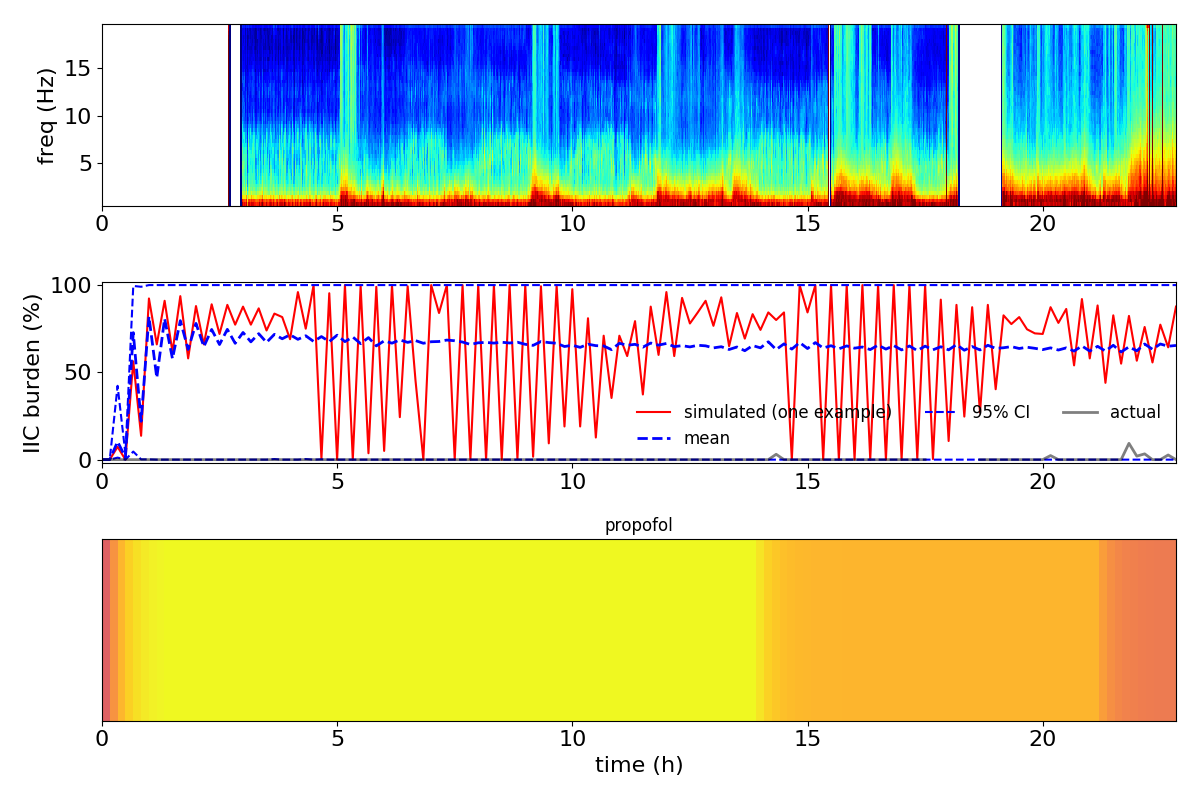 freq (Hz)
15
10
5
0 5 10 15 20
IIC burden (%)
100
50
0
simulated (one example) 95% CI actual
mean
0 5 10 15 20
propofol
0 5 10 15 20
time (h)